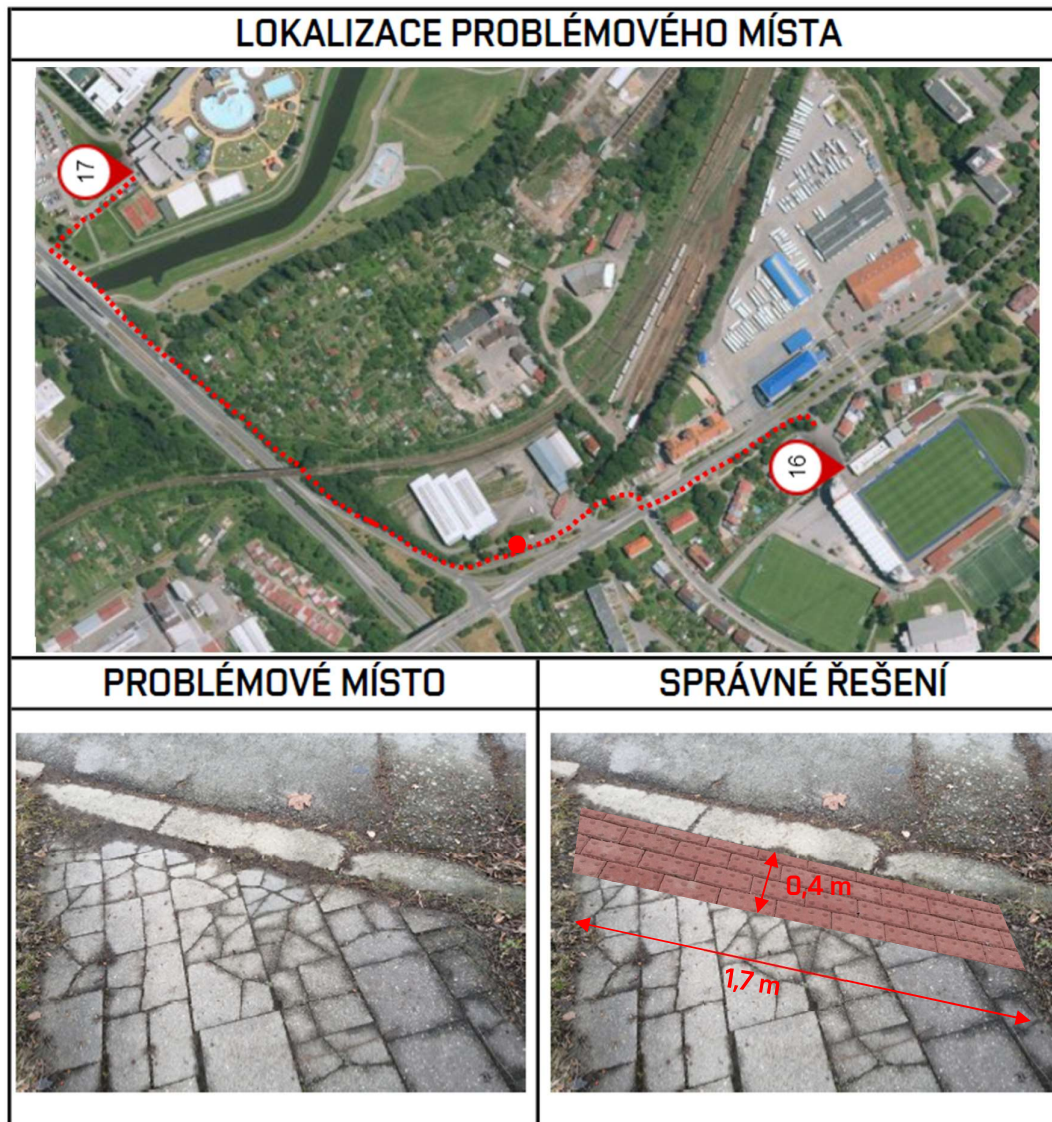 LOKALIZACE PROBLÉMOVÉHO MÍSTA
17
16
PROBLÉMOVÉ MÍSTO
SPRÁVNÉ ŘEŠENÍ
0,4 m
1,7 m